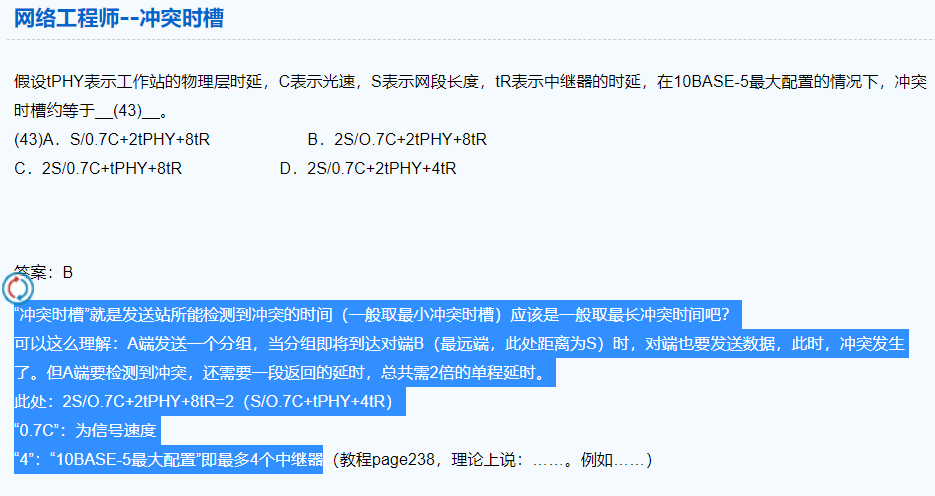 网络工程师--冲突时槽
假设tPHY表示工作站的物理层时延，C表示光速，S表示网段长度，tR表示中继器的时延，在10BASE-5最大配置的情况下，冲突
时槽约等于__(43)__。
(43)A．S/0.7C+2tPHY+8tR B．2S/O.7C+2tPHY+8tR
C．2S/0.7C+tPHY+8tR D．2S/0.7C+2tPHY+4tR
答案：B
“冲突时槽”就是发送站所能检测到冲突的时间（一般取最小冲突时槽）应该是一般取最长冲突时间吧？
可以这么理解：A端发送一个分组，当分组即将到达对端B（最远端，此处距离为S）时，对端也要发送数据，此时，冲突发生
了。但A端要检测到冲突，还需要一段返回的延时，总共需2倍的单程延时。
此处：2S/O.7C+2tPHY+8tR=2（S/O.7C+tPHY+4tR）
“0.7C”：为信号速度
“4”：“10BASE-5最大配置”即最多4个中继器（教程page238，理论上说：……。例如……）